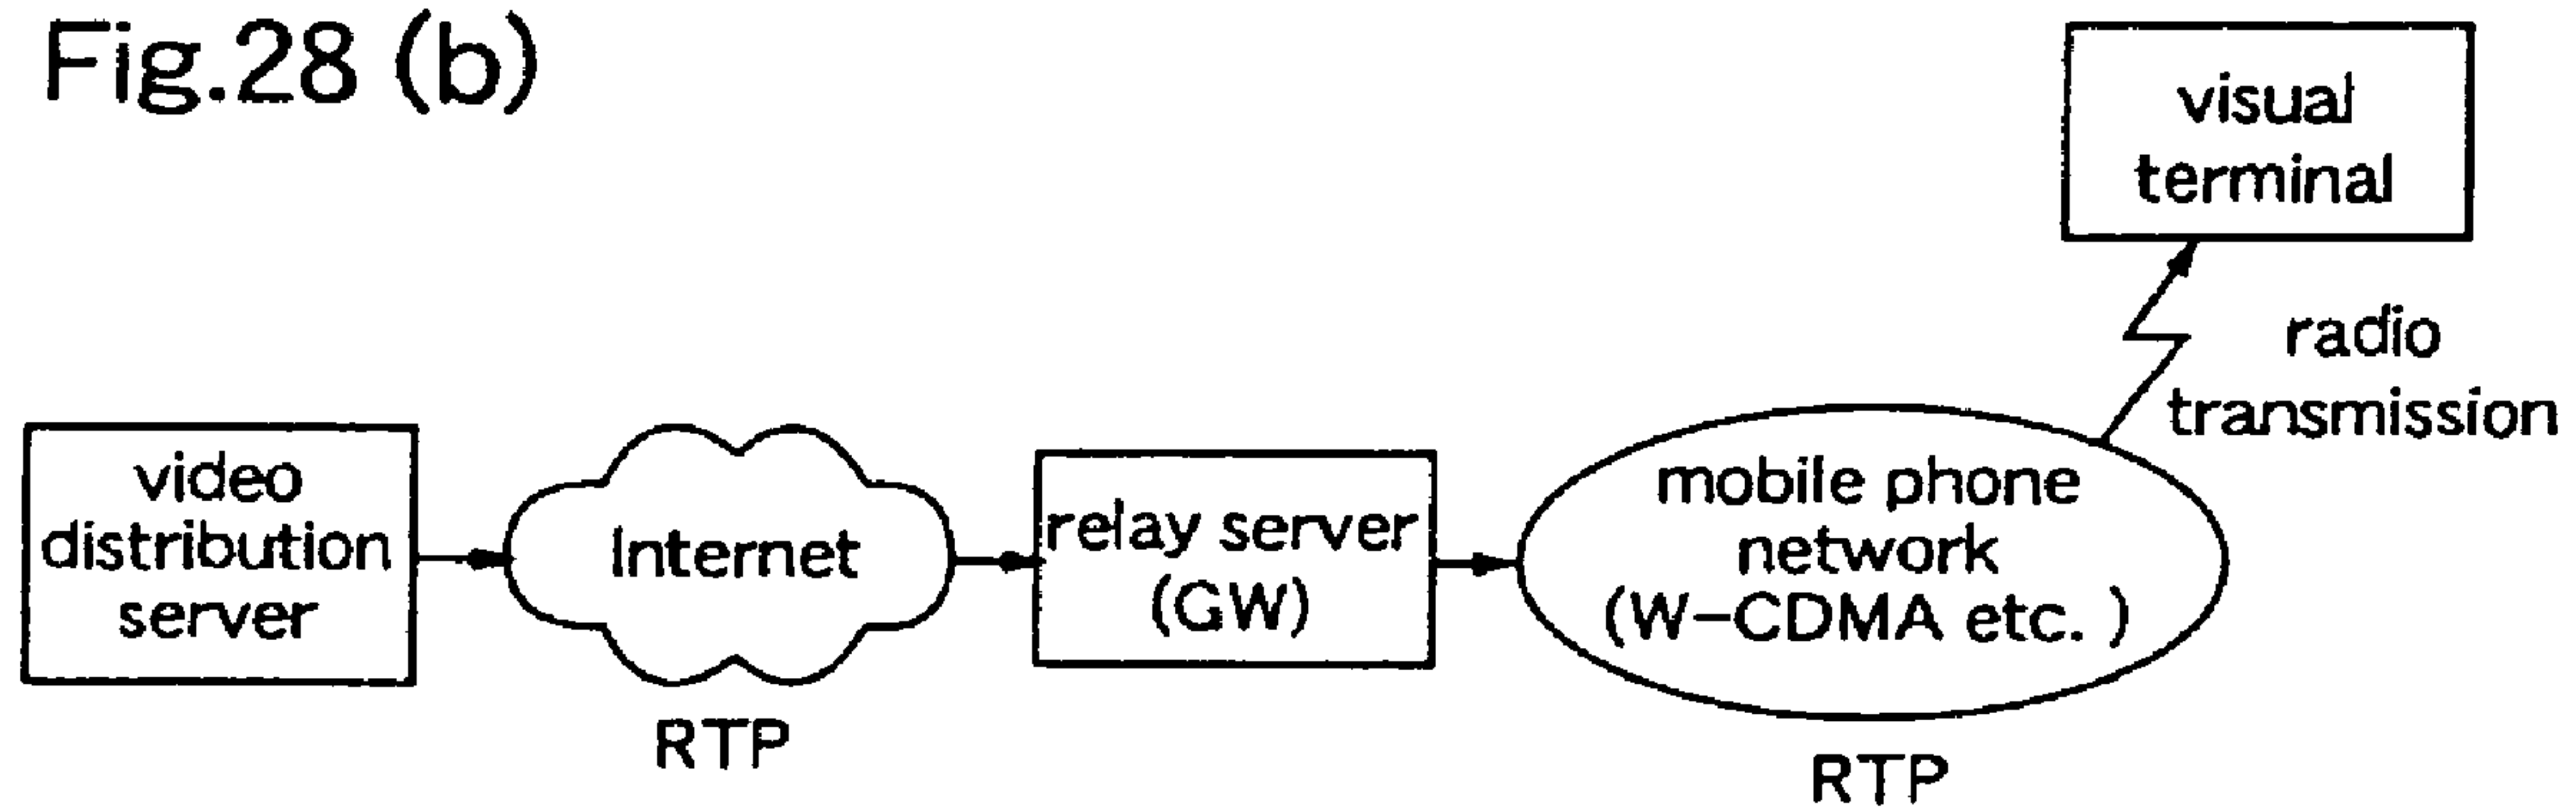 Fig.28 (b)
visual
terminal
radio
transmission
video
distribution
server
Internet
RTP
relay server
(GW)
mobile phone
network
(W-CDMA etc. )
RTP